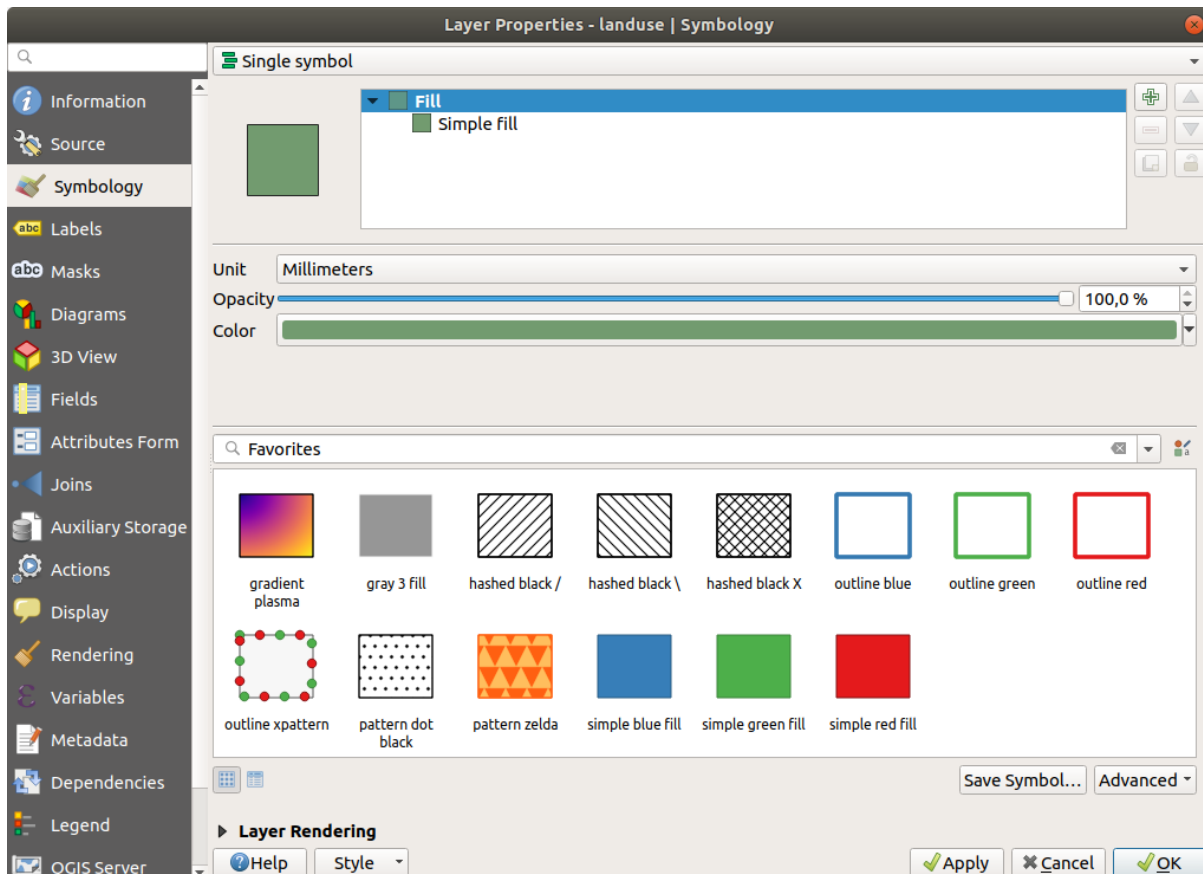 Layer Properties - landuse | Symbology
Information
Source
Symbology
abc Labels
abc Masks
Diagrams
3D View
Fields
Attributes Form
Joins
Auxiliary Storage
Actions
Display
Rendering
Variables
Metadata
Dependencies
Legend
QGIS Server
Single symbol
Fill
Simple fill
Unit Millimeters
Opacity 100,0 %
Color
Favorites
gradient plasma
gray 3 fill
hashed black /
hashed black \
hashed black X
outline blue
outline green
outline red
outline xpattern
pattern dot black
pattern zelda
simple blue fill
simple green fill
simple red fill
Save Symbol... Advanced
Layer Rendering
Help Style Apply Cancel OK